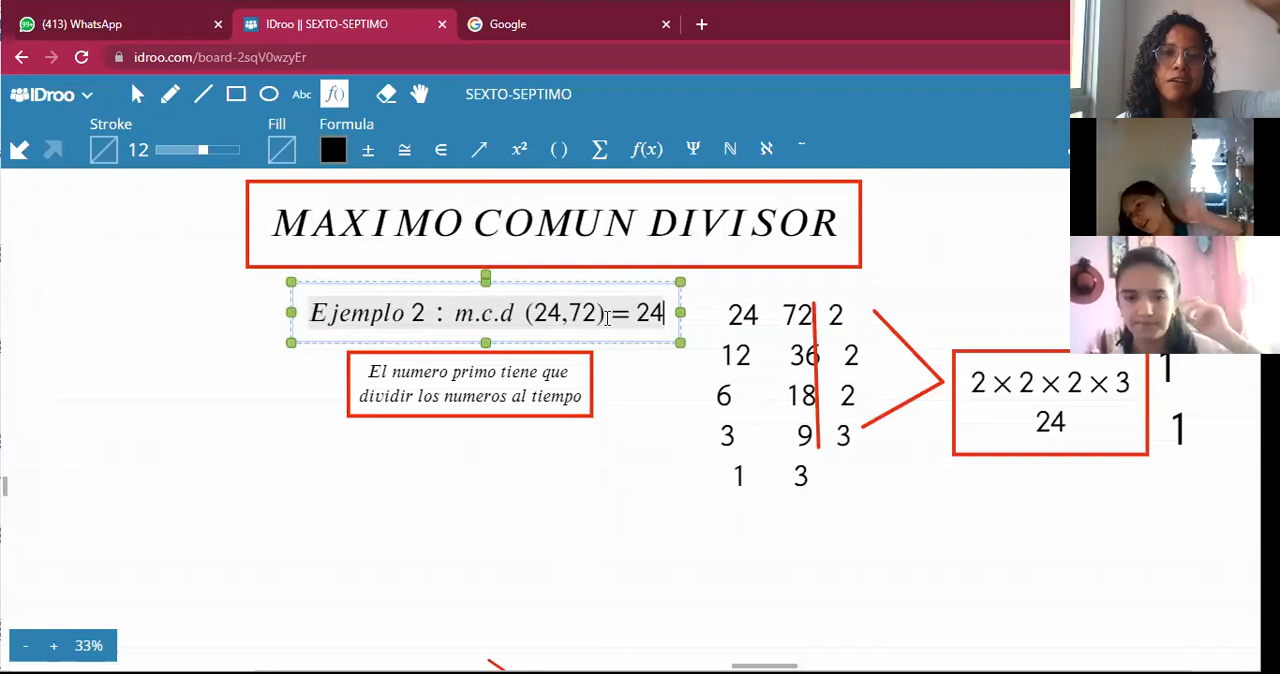 (413) WhatsApp
IDroo || SEXTO-SEPTIMO
Google
idroo.com/board-2sqV0wzyEr
IDroo
Abc
f()
SEXTO-SEPTIMO
Stroke
Fill
Formula
12
± ≅ ∈ x² ( ) Σ f(x) Ψ ℕ ℵ
MAXIMO COMUN DIVISOR
Ejemplo 2 : m.c.d (24,72) = 24
El numero primo tiene que
dividir los numeros al tiempo
24 72 2
12 36 2
6 18 2
3 9 3
1 3
2 × 2 × 2 × 3
24
1
1
- + 33%